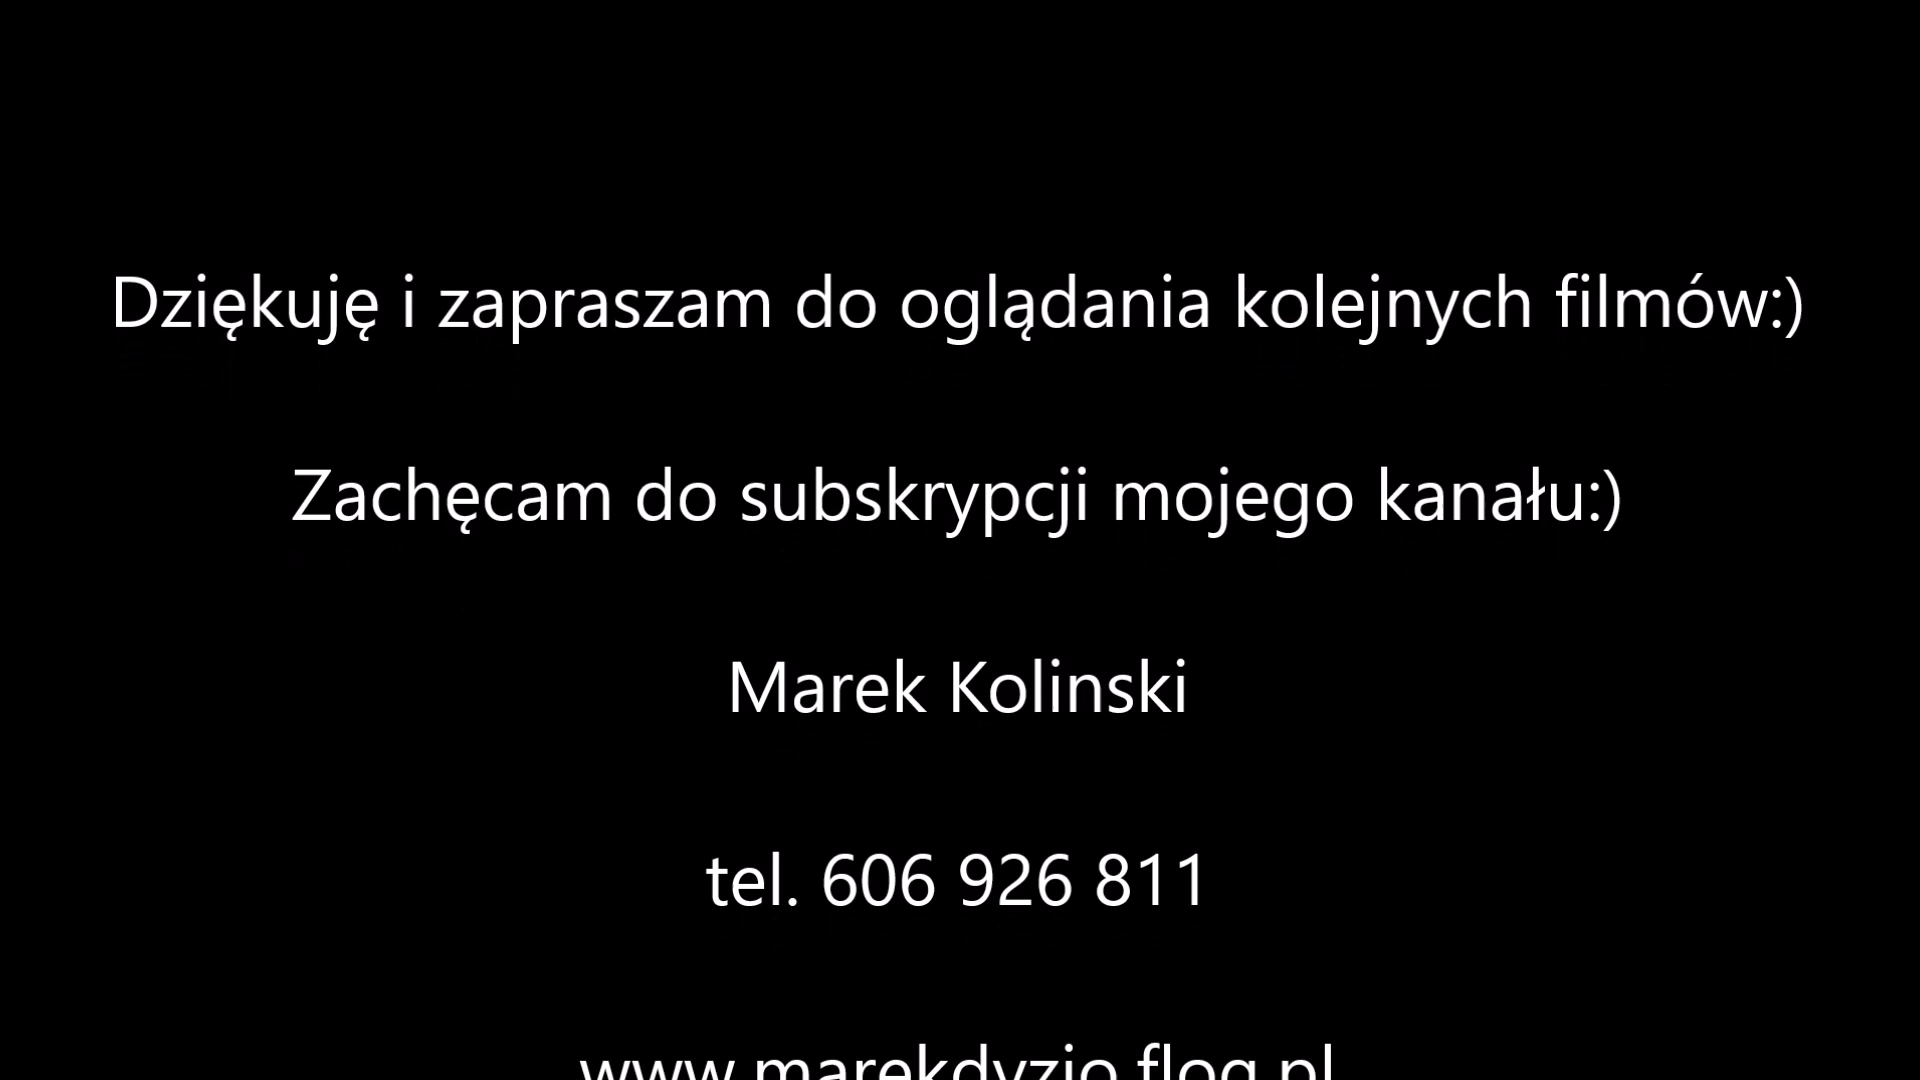 Dziękuję i zapraszam do oglądania kolejnych filmów:)
Zachęcam do subskrypcji mojego kanału:)
Marek Kolinski
tel. 606 926 811
www.marekdyzio.flog.pl